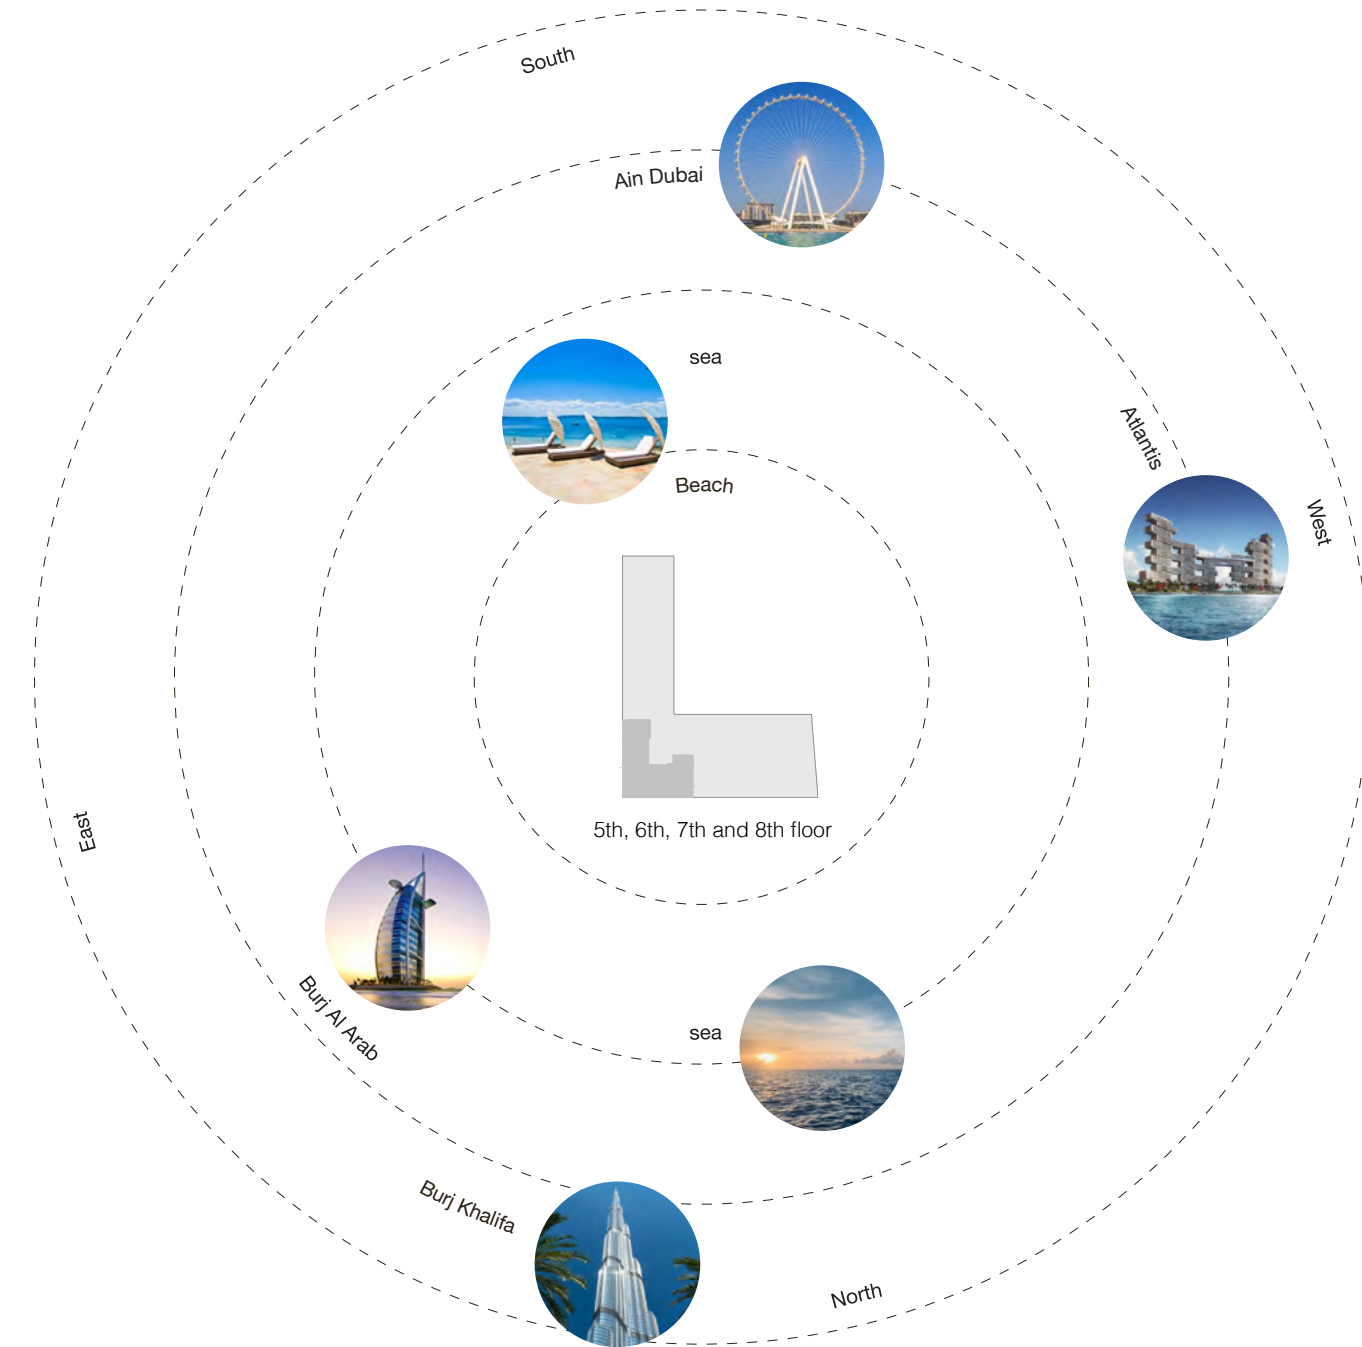 South
Ain Dubai
sea
Atlantis
Beach
West
East
5th, 6th, 7th and 8th floor
Burj Al Arab
sea
Burj Khalifa
North